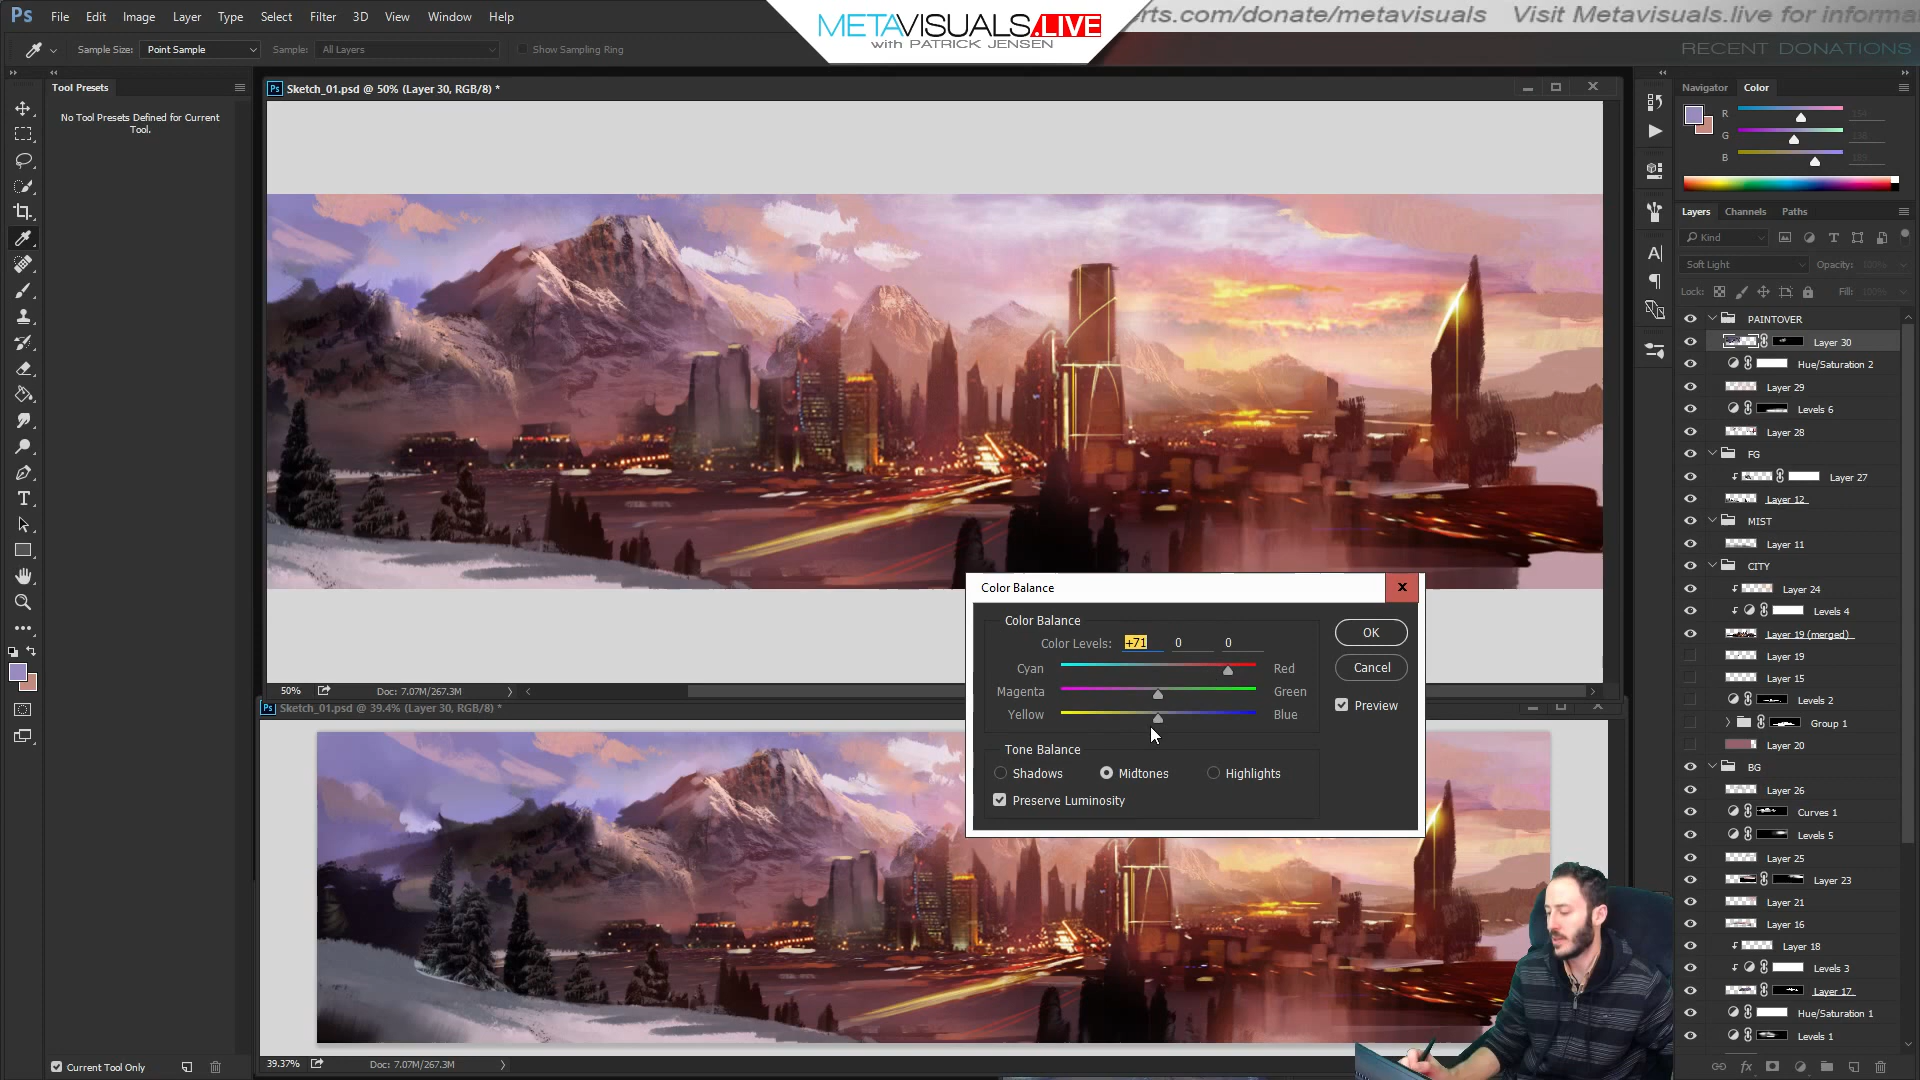 Ps File Edit Image Layer Type Select Filter 3D View Window Help
METAVISUALS.LIVE
with PATRICK JENSEN
erts.com/donate/metavisuals Visit Metavisuals.live for informa
RECENT DONATIONS
Sample Size: Point Sample Sample: All Layers Show Sampling Ring
Tool Presets
No Tool Presets Defined for Current
Tool.
Current Tool Only
Ps Sketch_01.psd @ 50% (Layer 30, RGB/8) *
50% Doc: 7.07M/267.3M
Ps Sketch_01.psd @ 39.4% (Layer 30, RGB/8) *
39.37% Doc: 7.07M/267.3M
Color Balance
Color Balance
Color Levels: +71 0 0
Cyan Red
Magenta Green
Yellow Blue
Tone Balance
Shadows Midtones Highlights
Preserve Luminosity
OK
Cancel
Preview
Navigator Color
R 154
G 136
B 189
Layers Channels Paths
Kind
Soft Light Opacity: 100%
Lock: Fill: 100%
PAINTOVER
Layer 30
Hue/Saturation 2
Layer 29
Levels 6
Layer 28
FG
Layer 27
Layer 12
MIST
Layer 11
CITY
Layer 24
Levels 4
Layer 19 (merged)
Layer 19
Layer 15
Levels 2
Group 1
Layer 20
BG
Layer 26
Curves 1
Levels 5
Layer 25
Layer 23
Layer 21
Layer 16
Layer 18
Levels 3
Layer 17
Hue/Saturation 1
Levels 1